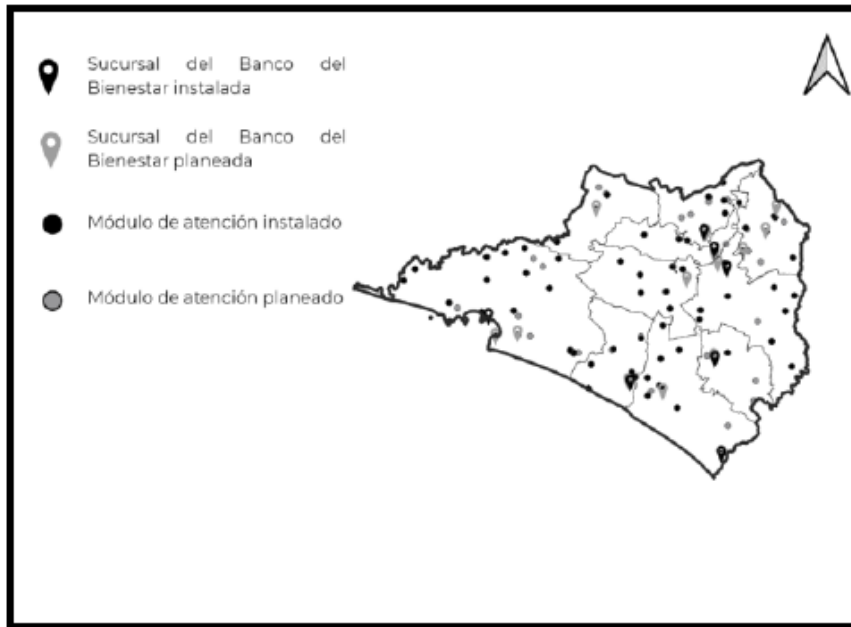 Sucursal del Banco del
Bienestar instalada
Sucursal del Banco del
Bienestar planeada
Módulo de atención instalado
Módulo de atención planeado